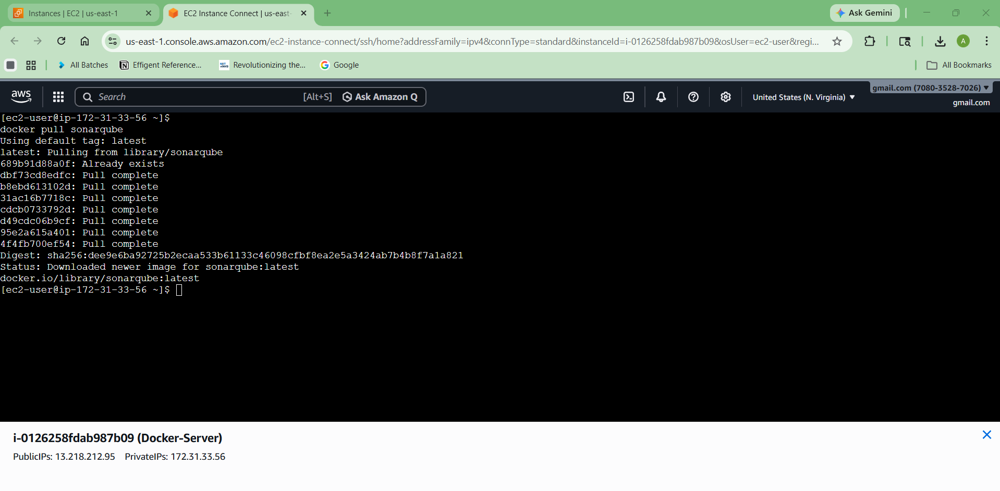 Instances | EC2 | us-east-1
EC2 Instance Connect | us-east-
Ask Gemini
us-east-1.console.aws.amazon.com/ec2-instance-connect/ssh/home?addressFamily=ipv4&connType=standard&instanceId=i-0126258fdab987b09&osUser=ec2-user&regi...
A
All Batches
Effigent Reference...
Revolutionizing the...
Google
All Bookmarks
aws
Search
[Alt+S]
Ask Amazon Q
United States (N. Virginia)
gmail.com (7080-3528-7026)
gmail.com
[ec2-user@ip-172-31-33-56 ~]$
docker pull sonarqube
Using default tag: latest
latest: Pulling from library/sonarqube
689b91d88a0f: Already exists
dbf73cd8edfc: Pull complete
b8ebd613102d: Pull complete
31ac16b7718c: Pull complete
cdcb0733792d: Pull complete
d49cdc06b9cf: Pull complete
95e2a615a401: Pull complete
4f4fb700ef54: Pull complete
Digest: sha256:dee9e6ba92725b2ecaa533b61133c46098cfbf8ea2e5a3424ab7b4b8f7a1a821
Status: Downloaded newer image for sonarqube:latest
docker.io/library/sonarqube:latest
[ec2-user@ip-172-31-33-56 ~]$
i-0126258fdab987b09 (Docker-Server)
PublicIPs: 13.218.212.95 PrivateIPs: 172.31.33.56